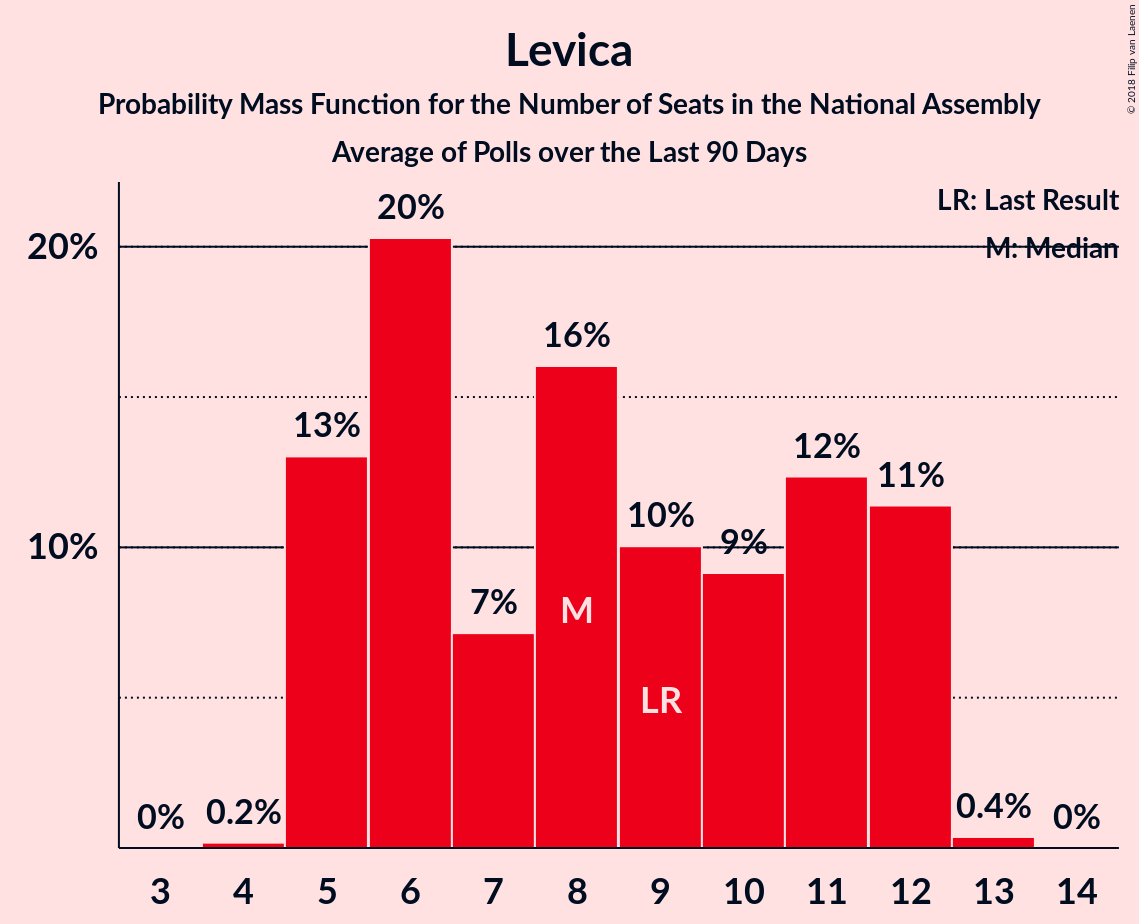 Levica
Probability Mass Function for the Number of Seats in the National Assembly
Average of Polls over the Last 90 Days
© 2018 Filip van Laenen
LR: Last Result
M: Median
20%
10%
0%
0.2%
13%
20%
7%
16%
10%
9%
12%
11%
0.4%
0%
M
LR
3 4 5 6 7 8 9 10 11 12 13 14